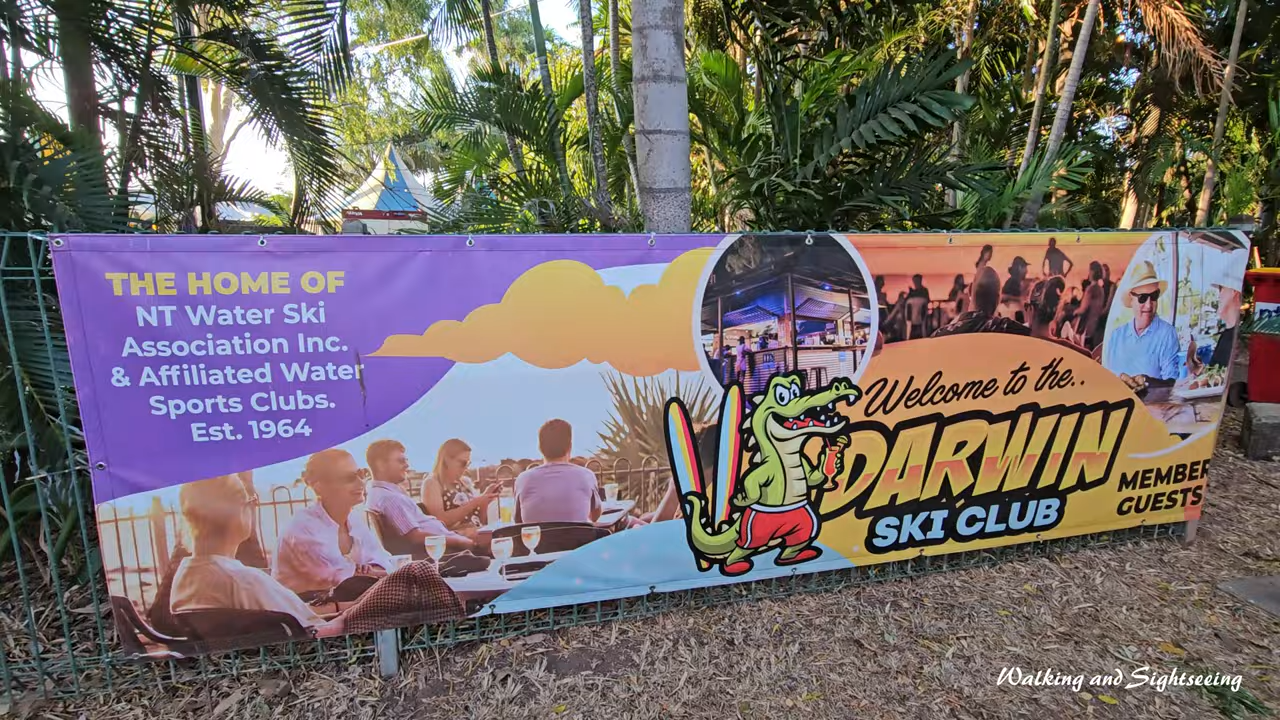 THE HOME OF
NT Water Ski
Association Inc.
& Affiliated Water
Sports Clubs.
Est. 1964
Welcome to the..
DARWIN
SKI CLUB
MEMBER
GUESTS
Walking and Sightseeing